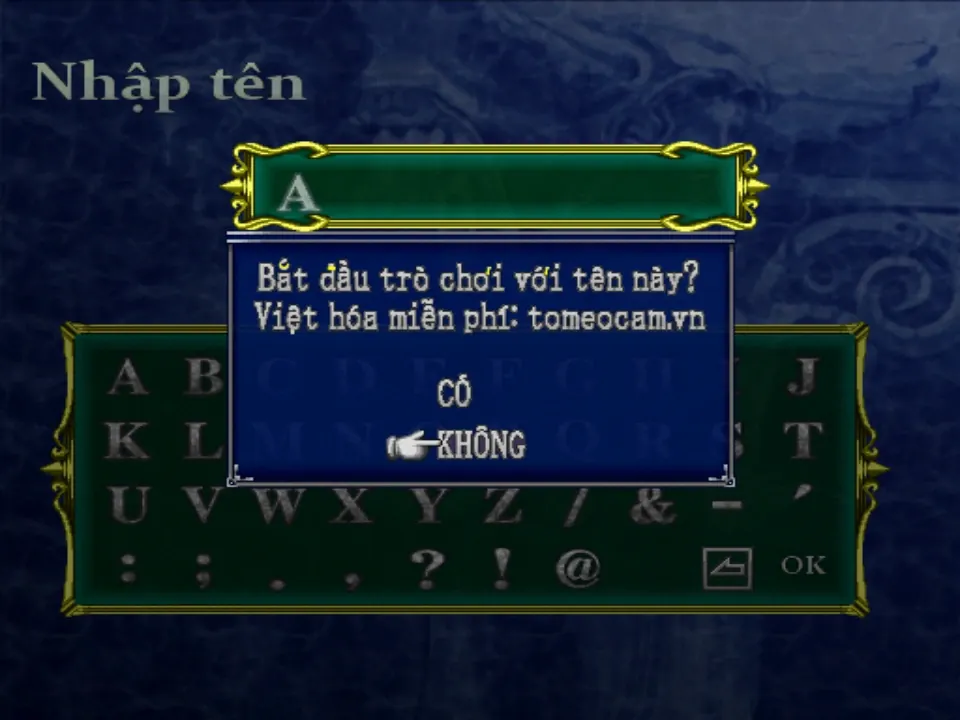 Nhập tên
A
Bắt đầu trò chơi với tên này?
Việt hóa miễn phí: tomeocam.vn
CÓ
KHÔNG
A B C D E F G H I J
K L M N O P Q R S T
U V W X Y Z / & - ′
: ; . , ? ! @ OK